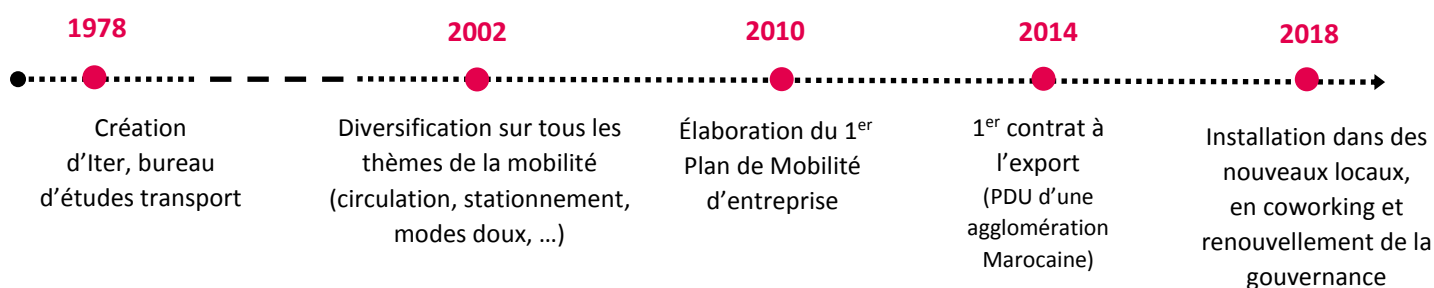 1978
Création
d’Iter, bureau
d’études transport
2002
Diversification sur tous les
thèmes de la mobilité
(circulation, stationnement,
modes doux, …)
2010
Élaboration du 1er
Plan de Mobilité
d’entreprise
2014
1er contrat à
l’export
(PDU d’une
agglomération
Marocaine)
2018
Installation dans des
nouveaux locaux,
en coworking et
renouvellement de la
gouvernance